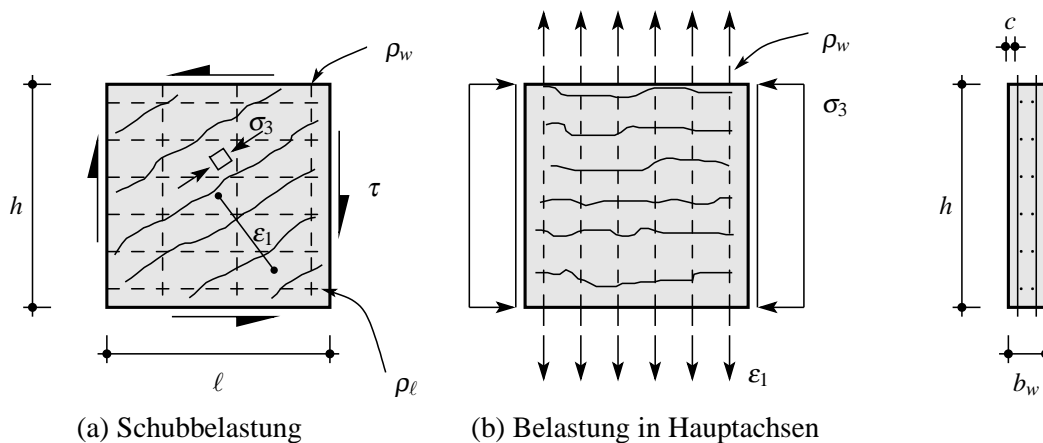 ρw
σ3
h
τ
ε1
ℓ
ρℓ
(a) Schubbelastung
ρw
σ3
ε1
(b) Belastung in Hauptachsen
c
h
bw